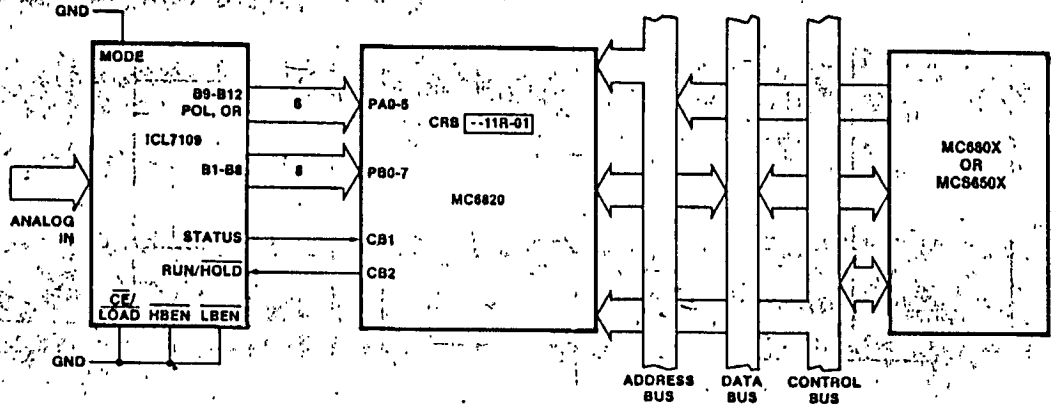 GND
MODE
B9-B12
POL, OR
6
PA0-5
CRB --11R-01
ICL7109
B1-B8
8
PB0-7
MC6820
MC680X
OR
MCS650X
ANALOG
IN
STATUS
CB1
RUN/HOLD
CB2
CE/
LOAD HBEN LBEN
GND
ADDRESS
BUS
DATA
BUS
CONTROL
BUS